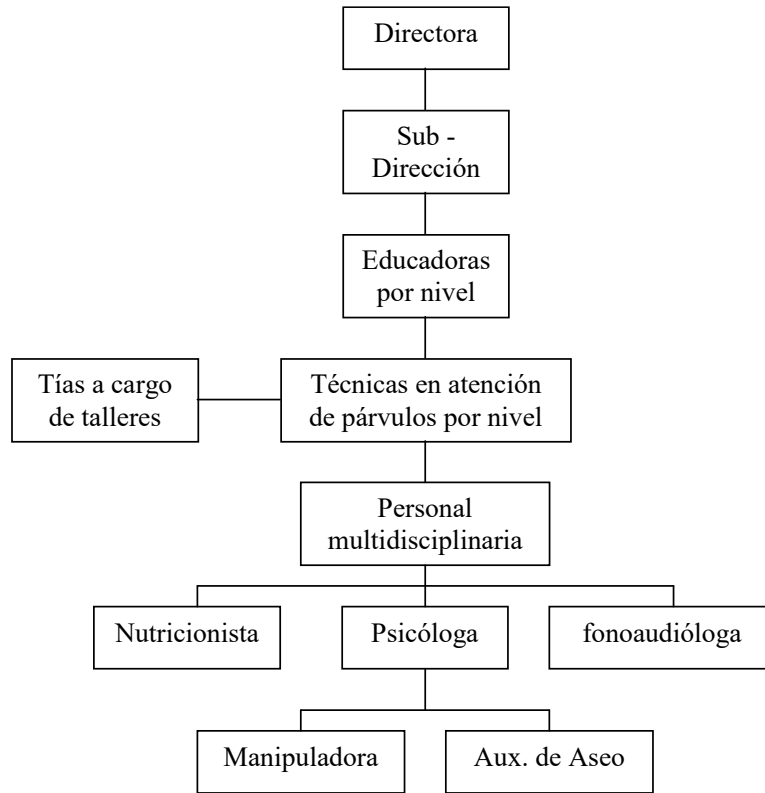 Directora
Sub -
Dirección
Educadoras
por nivel
Tías a cargo
de talleres
Técnicas en atención
de párvulos por nivel
Personal
multidisciplinaria
Nutricionista
Psicóloga
fonoaudióloga
Manipuladora
Aux. de Aseo